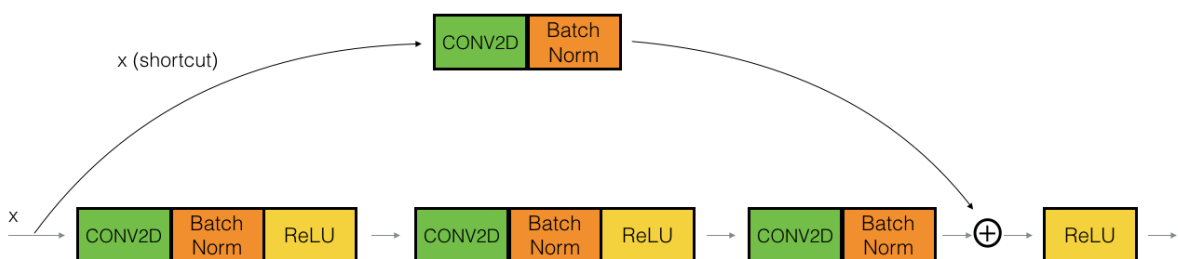 CONV2D
Batch
Norm
x (shortcut)
x
CONV2D
Batch
Norm
ReLU
CONV2D
Batch
Norm
ReLU
CONV2D
Batch
Norm
ReLU